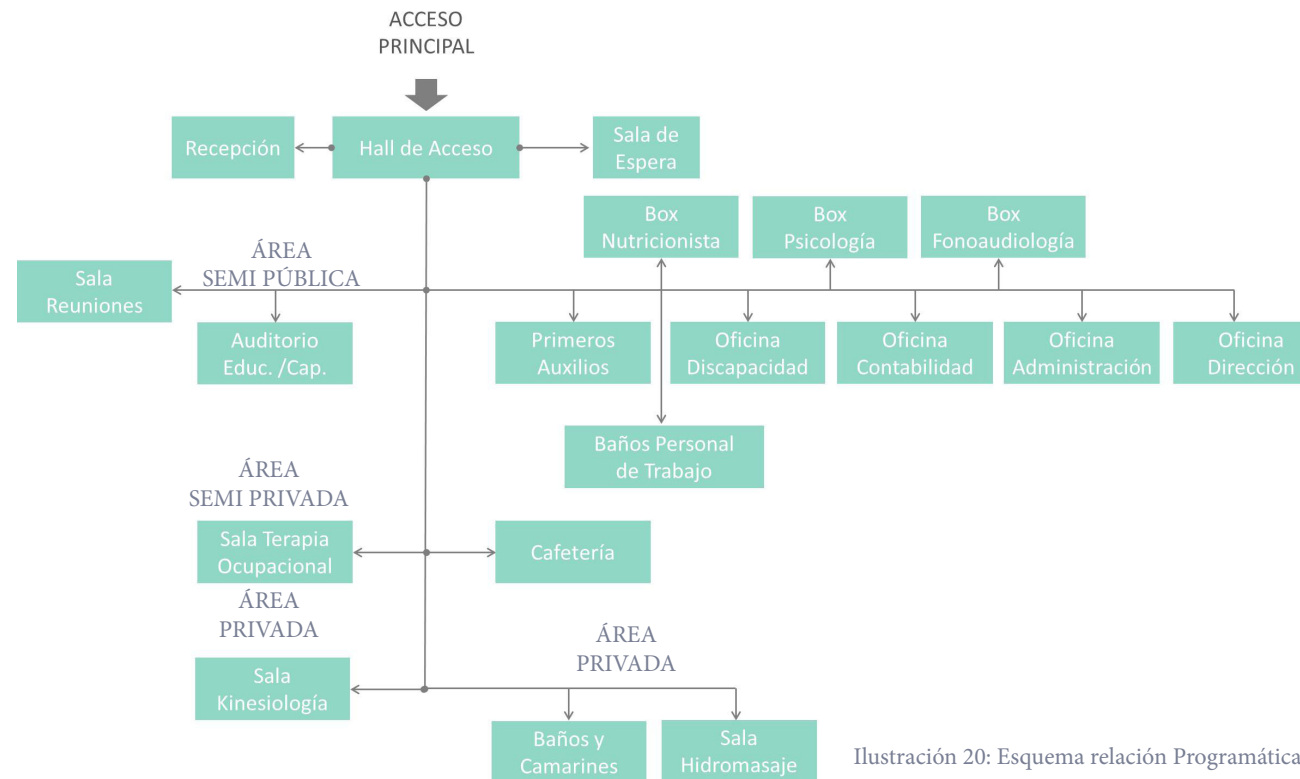 ACCESO
PRINCIPAL
Recepción
Hall de Acceso
Sala de
Espera
Box
Nutricionista
Box
Psicología
Box
Fonoaudiología
ÁREA
SEMI PÚBLICA
Sala
Reuniones
Auditorio
Educ. /Cap.
Primeros
Auxilios
Oficina
Discapacidad
Oficina
Contabilidad
Oficina
Administración
Oficina
Dirección
Baños Personal
de Trabajo
ÁREA
SEMI PRIVADA
Sala Terapia
Ocupacional
Cafetería
ÁREA
PRIVADA
ÁREA
PRIVADA
Sala
Kinesiología
Baños y
Camarines
Sala
Hidromasaje
Ilustración 20: Esquema relación Programática